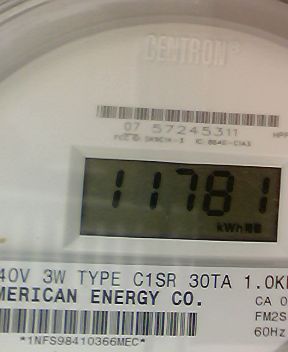 CENTRON®
07 57245311
11781
kWh
40V 3W TYPE C1SR 30TA 1.0K
MERICAN ENERGY CO.
CA 0
FM2S
60Hz
*1NFS98410366MEC*